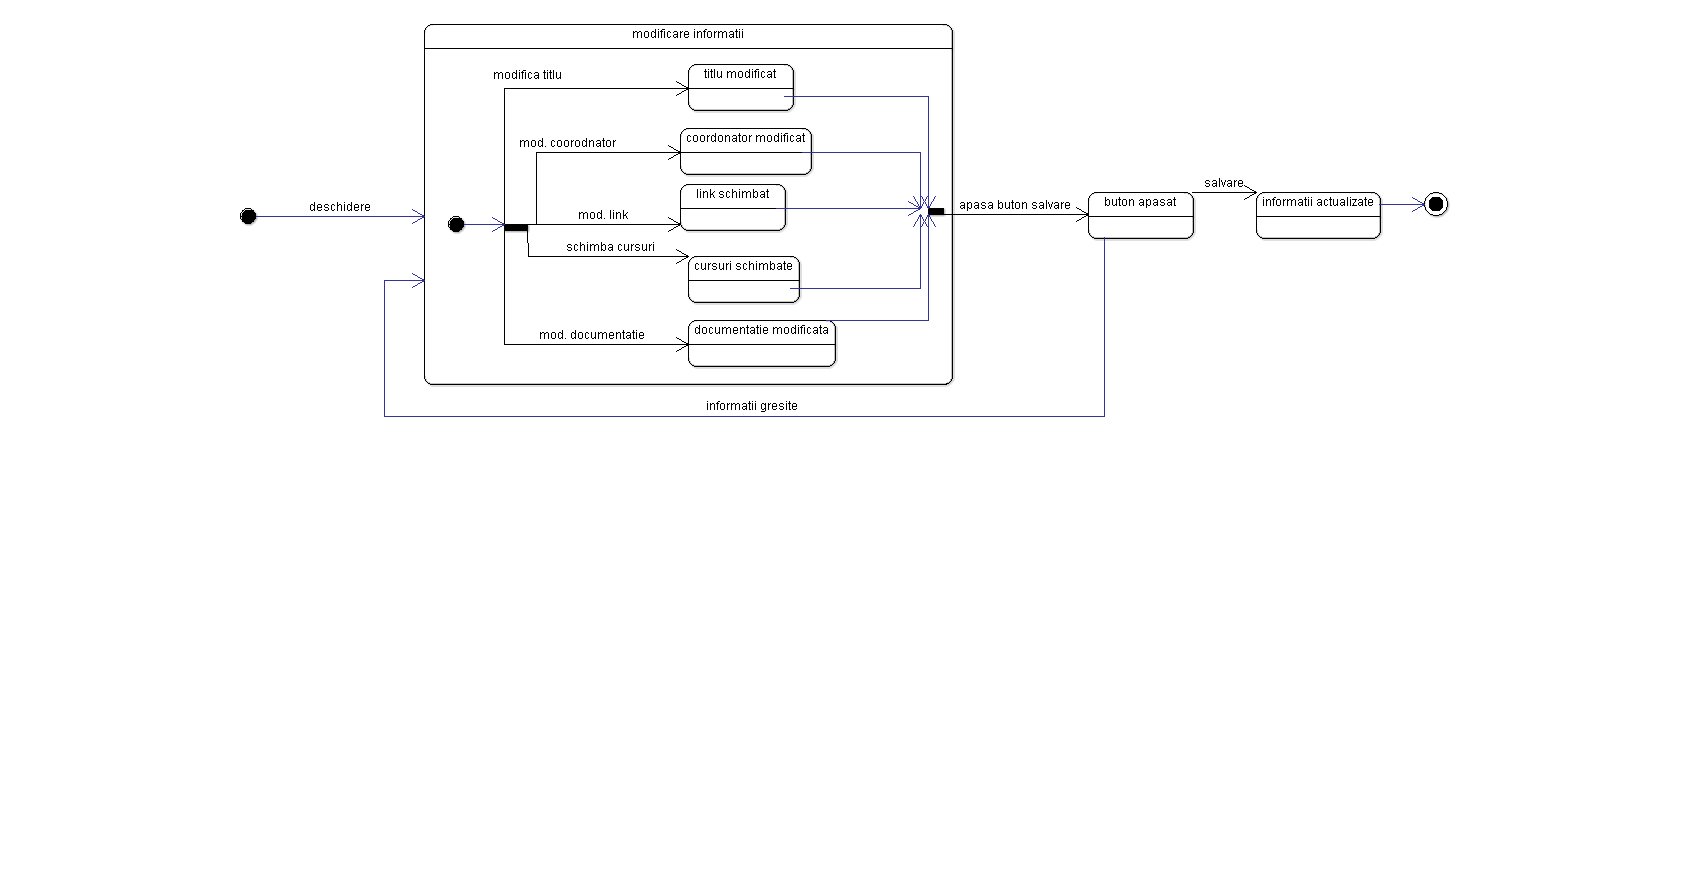 modificare informatii
modifica titlu
titlu modificat
mod. coorodnator
coordonator modificat
link schimbat
mod. link
deschidere
schimba cursuri
cursuri schimbate
mod. documentatie
documentatie modificata
apasa buton salvare
buton apasat
salvare
informatii actualizate
informatii gresite